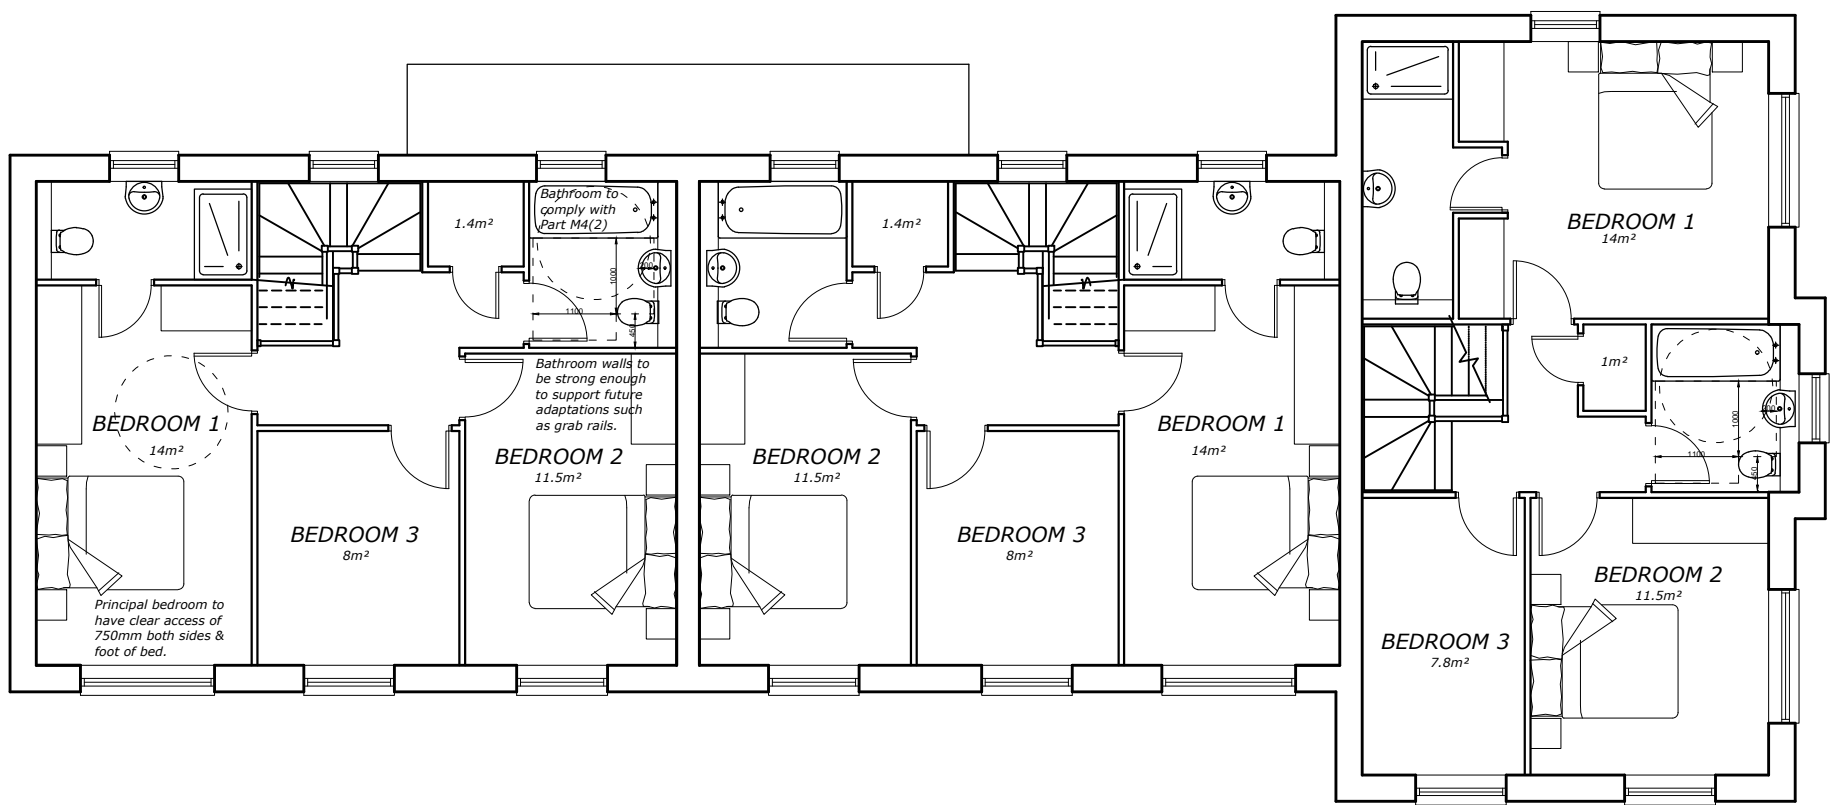 Bathroom to
comply with
Part M4(2)
1.4m²
1000
1100
450
BEDROOM 1
14m²
Bathroom walls to
be strong enough
to support future
adaptations such
as grab rails.
BEDROOM 2
11.5m²
BEDROOM 3
8m²
Principal bedroom to
have clear access of
750mm both sides &
foot of bed.
1.4m²
BEDROOM 2
11.5m²
BEDROOM 3
8m²
BEDROOM 1
14m²
BEDROOM 1
14m²
1m²
1000
1100
450
BEDROOM 2
11.5m²
BEDROOM 3
7.8m²